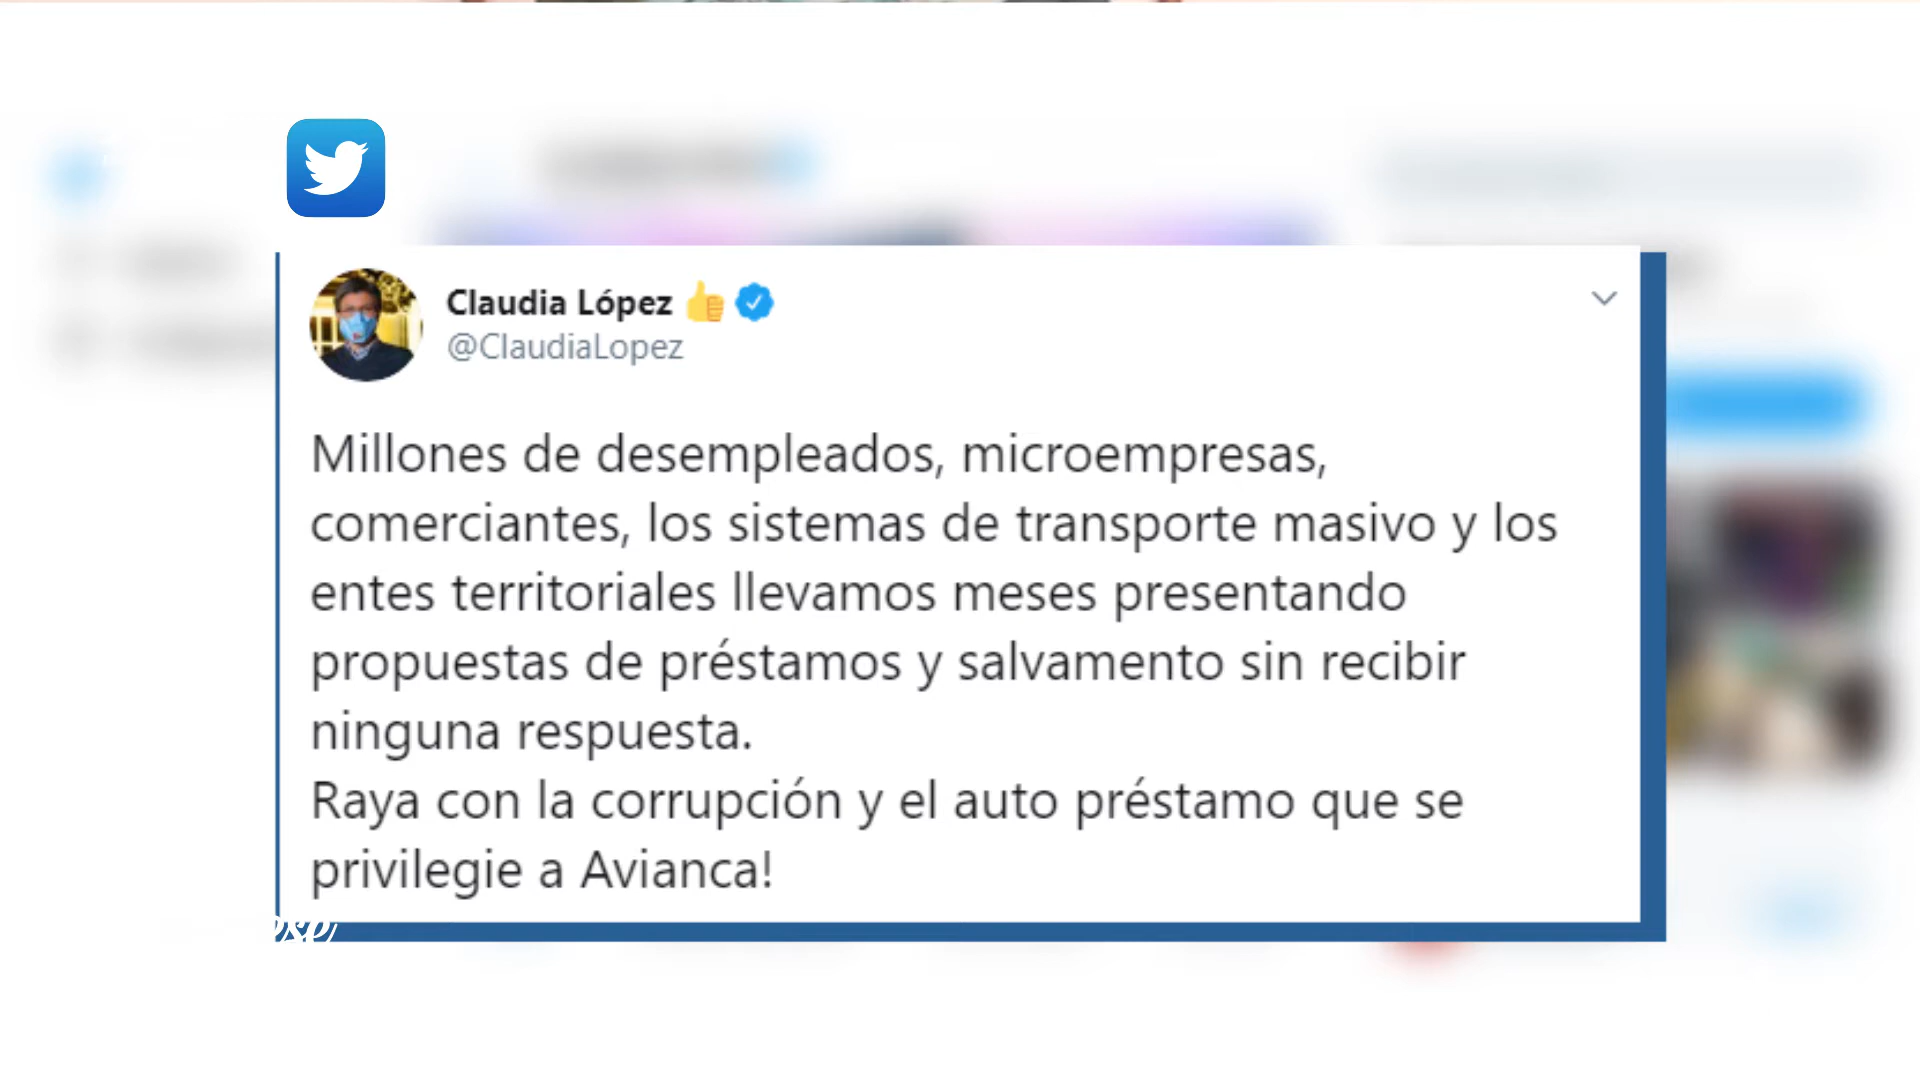 Claudia López 👍
@ClaudiaLopez
Millones de desempleados, microempresas,
comerciantes, los sistemas de transporte masivo y los
entes territoriales llevamos meses presentando
propuestas de préstamos y salvamento sin recibir
ninguna respuesta.
Raya con la corrupción y el auto préstamo que se
privilegie a Avianca!